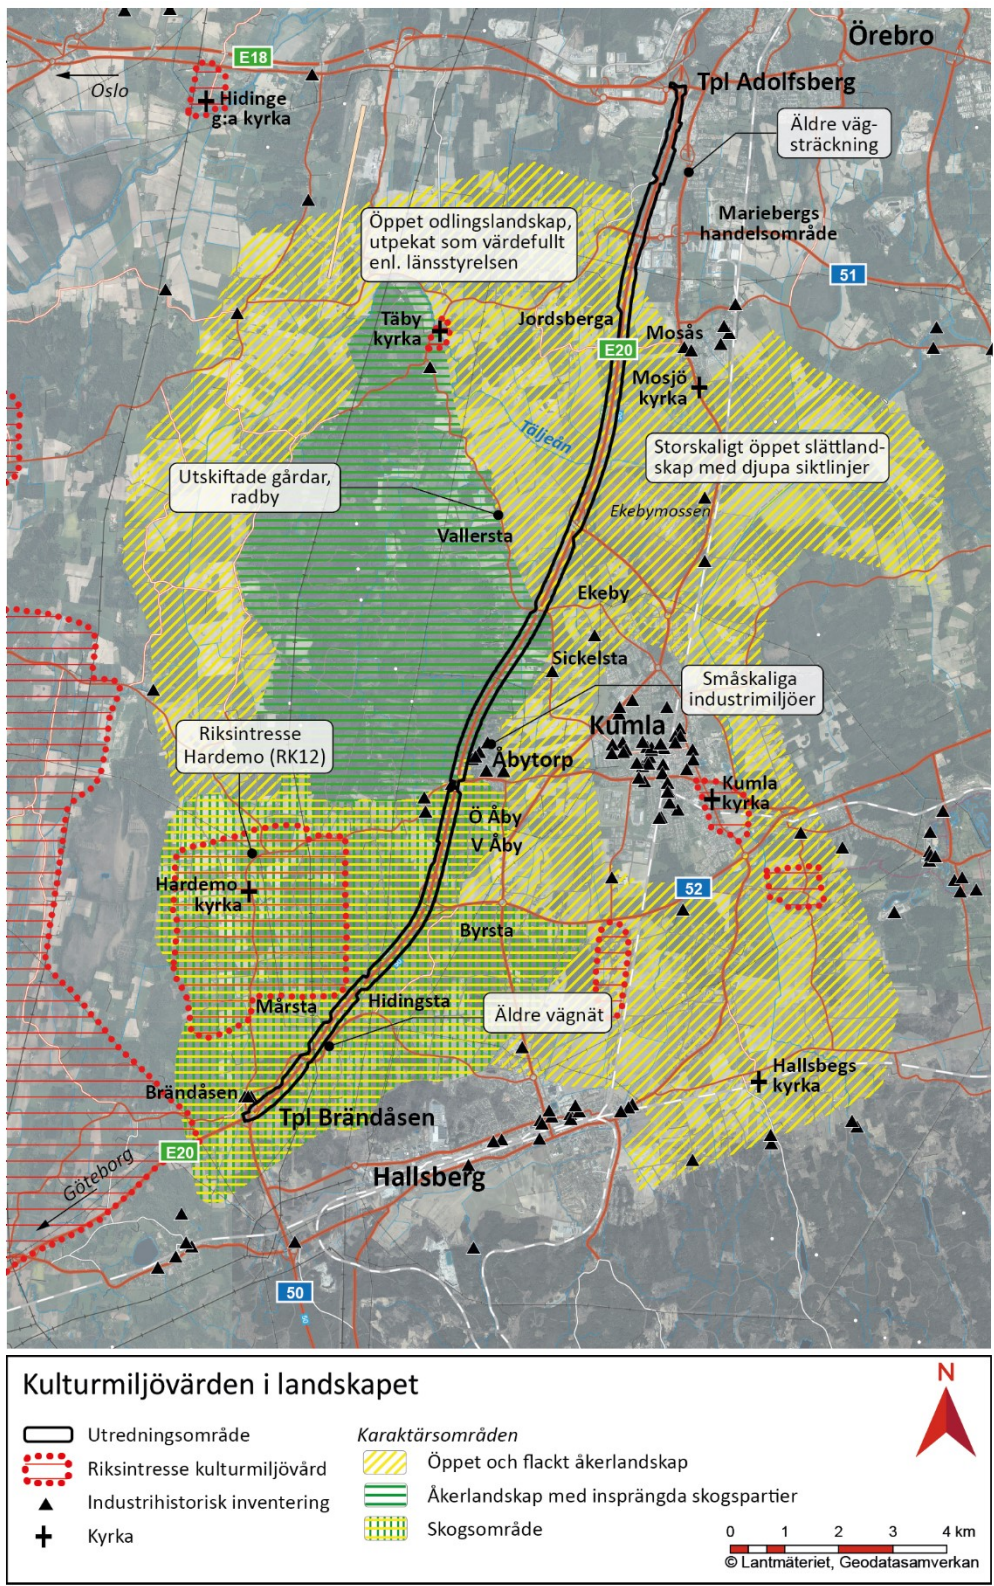 Örebro
E18
Oslo
Tpl Adolfsberg
Hidinge
g:a kyrka
Äldre väg-
sträckning
Öppet odlingslandskap,
utpekat som värdefullt
enl. länsstyrelsen
Mariebergs
handelsområde
51
Täby
kyrka
Jordsberga
Mosås
E20
Mosjö
kyrka
Täljeån
Storskaligt öppet slättland-
skap med djupa siktlinjer
Utskiftade gårdar,
radby
Ekebymossen
Vallersta
Ekeby
Sickelsta
Småskaliga
industrimiljöer
Riksintresse
Hardemo (RK12)
Kumla
Åbytorp
Kumla
kyrka
Ö Åby
V Åby
Hardemo
kyrka
52
Byrsta
Mårsta
Hidingsta
Äldre vägnät
Hallsbegs
kyrka
Brändåsen
Tpl Brändåsen
E20
Göteborg
Hallsberg
50
Kulturmiljövärden i landskapet
N
Utredningsområde
Riksintresse kulturmiljövård
Industrihistorisk inventering
Kyrka
Karaktärsområden
Öppet och flackt åkerlandskap
Åkerlandskap med insprängda skogspartier
Skogsområde
0 1 2 3 4 km
© Lantmäteriet, Geodatasamverkan